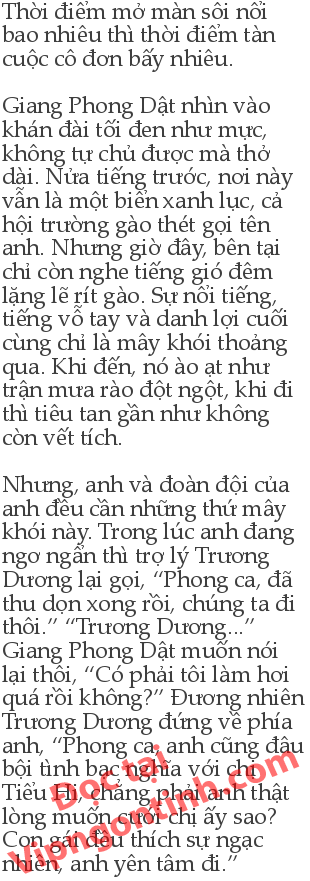 Thời điểm mở màn sôi nổi
bao nhiêu thì thời điểm tàn
cuộc cô đơn bấy nhiêu.
Giang Phong Dật nhìn vào
khán đài tối đen như mực,
không tự chủ được mà thở
dài. Nửa tiếng trước, nơi này
vẫn là một biển xanh lục, cả
hội trường gào thét gọi tên
anh. Nhưng giờ đây, bên tại
chỉ còn nghe tiếng gió đêm
lặng lẽ rít gào. Sự nổi tiếng,
tiếng vỗ tay và danh lợi cuối
cùng chỉ là mây khói thoảng
qua. Khi đến, nó ào ạt như
trận mưa rào đột ngột, khi đi
thì tiêu tan gần như không
còn vết tích.
Nhưng, anh và đoàn đội của
anh đều cần những thứ mây
khói này. Trong lúc anh đang
ngơ ngẩn thì trợ lý Trương
Dương lại gọi, “Phong ca, đã
thu dọn xong rồi, chúng ta đi
thôi.” “Trương Dương...”
Giang Phong Dật muốn nói
lại thôi, “Có phải tôi làm hơi
quá rồi không?” Đương nhiên
Trương Dương đứng về phía
anh, “Phong ca, anh cũng đâu
bội tình bạc nghĩa với chị
Tiểu Hi, chẳng phải anh thật
lòng muốn cưới chị ấy sao?
Con gái đều thích sự ngạc
nhiên, anh yên tâm đi.”
Đọc tại
Vipngontinh.com